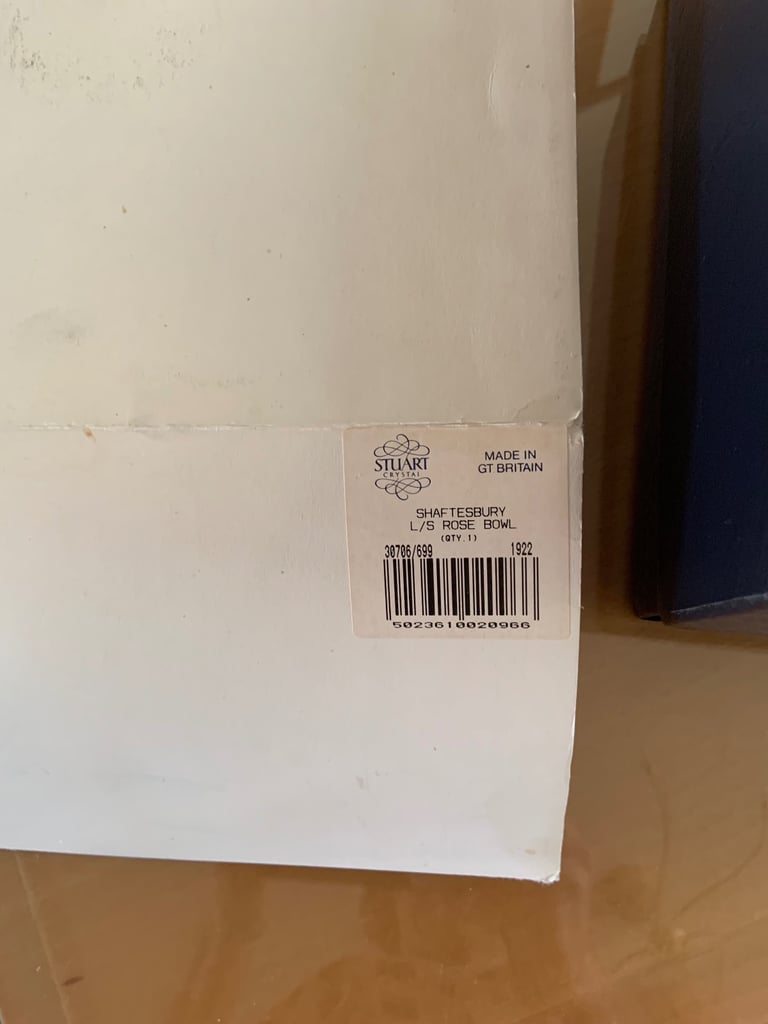 STUART
CRYSTAL
MADE IN
GT BRITAIN
SHAFTESBURY
L/S ROSE BOWL
(QTY.1)
30706/699 1922
5023610020966